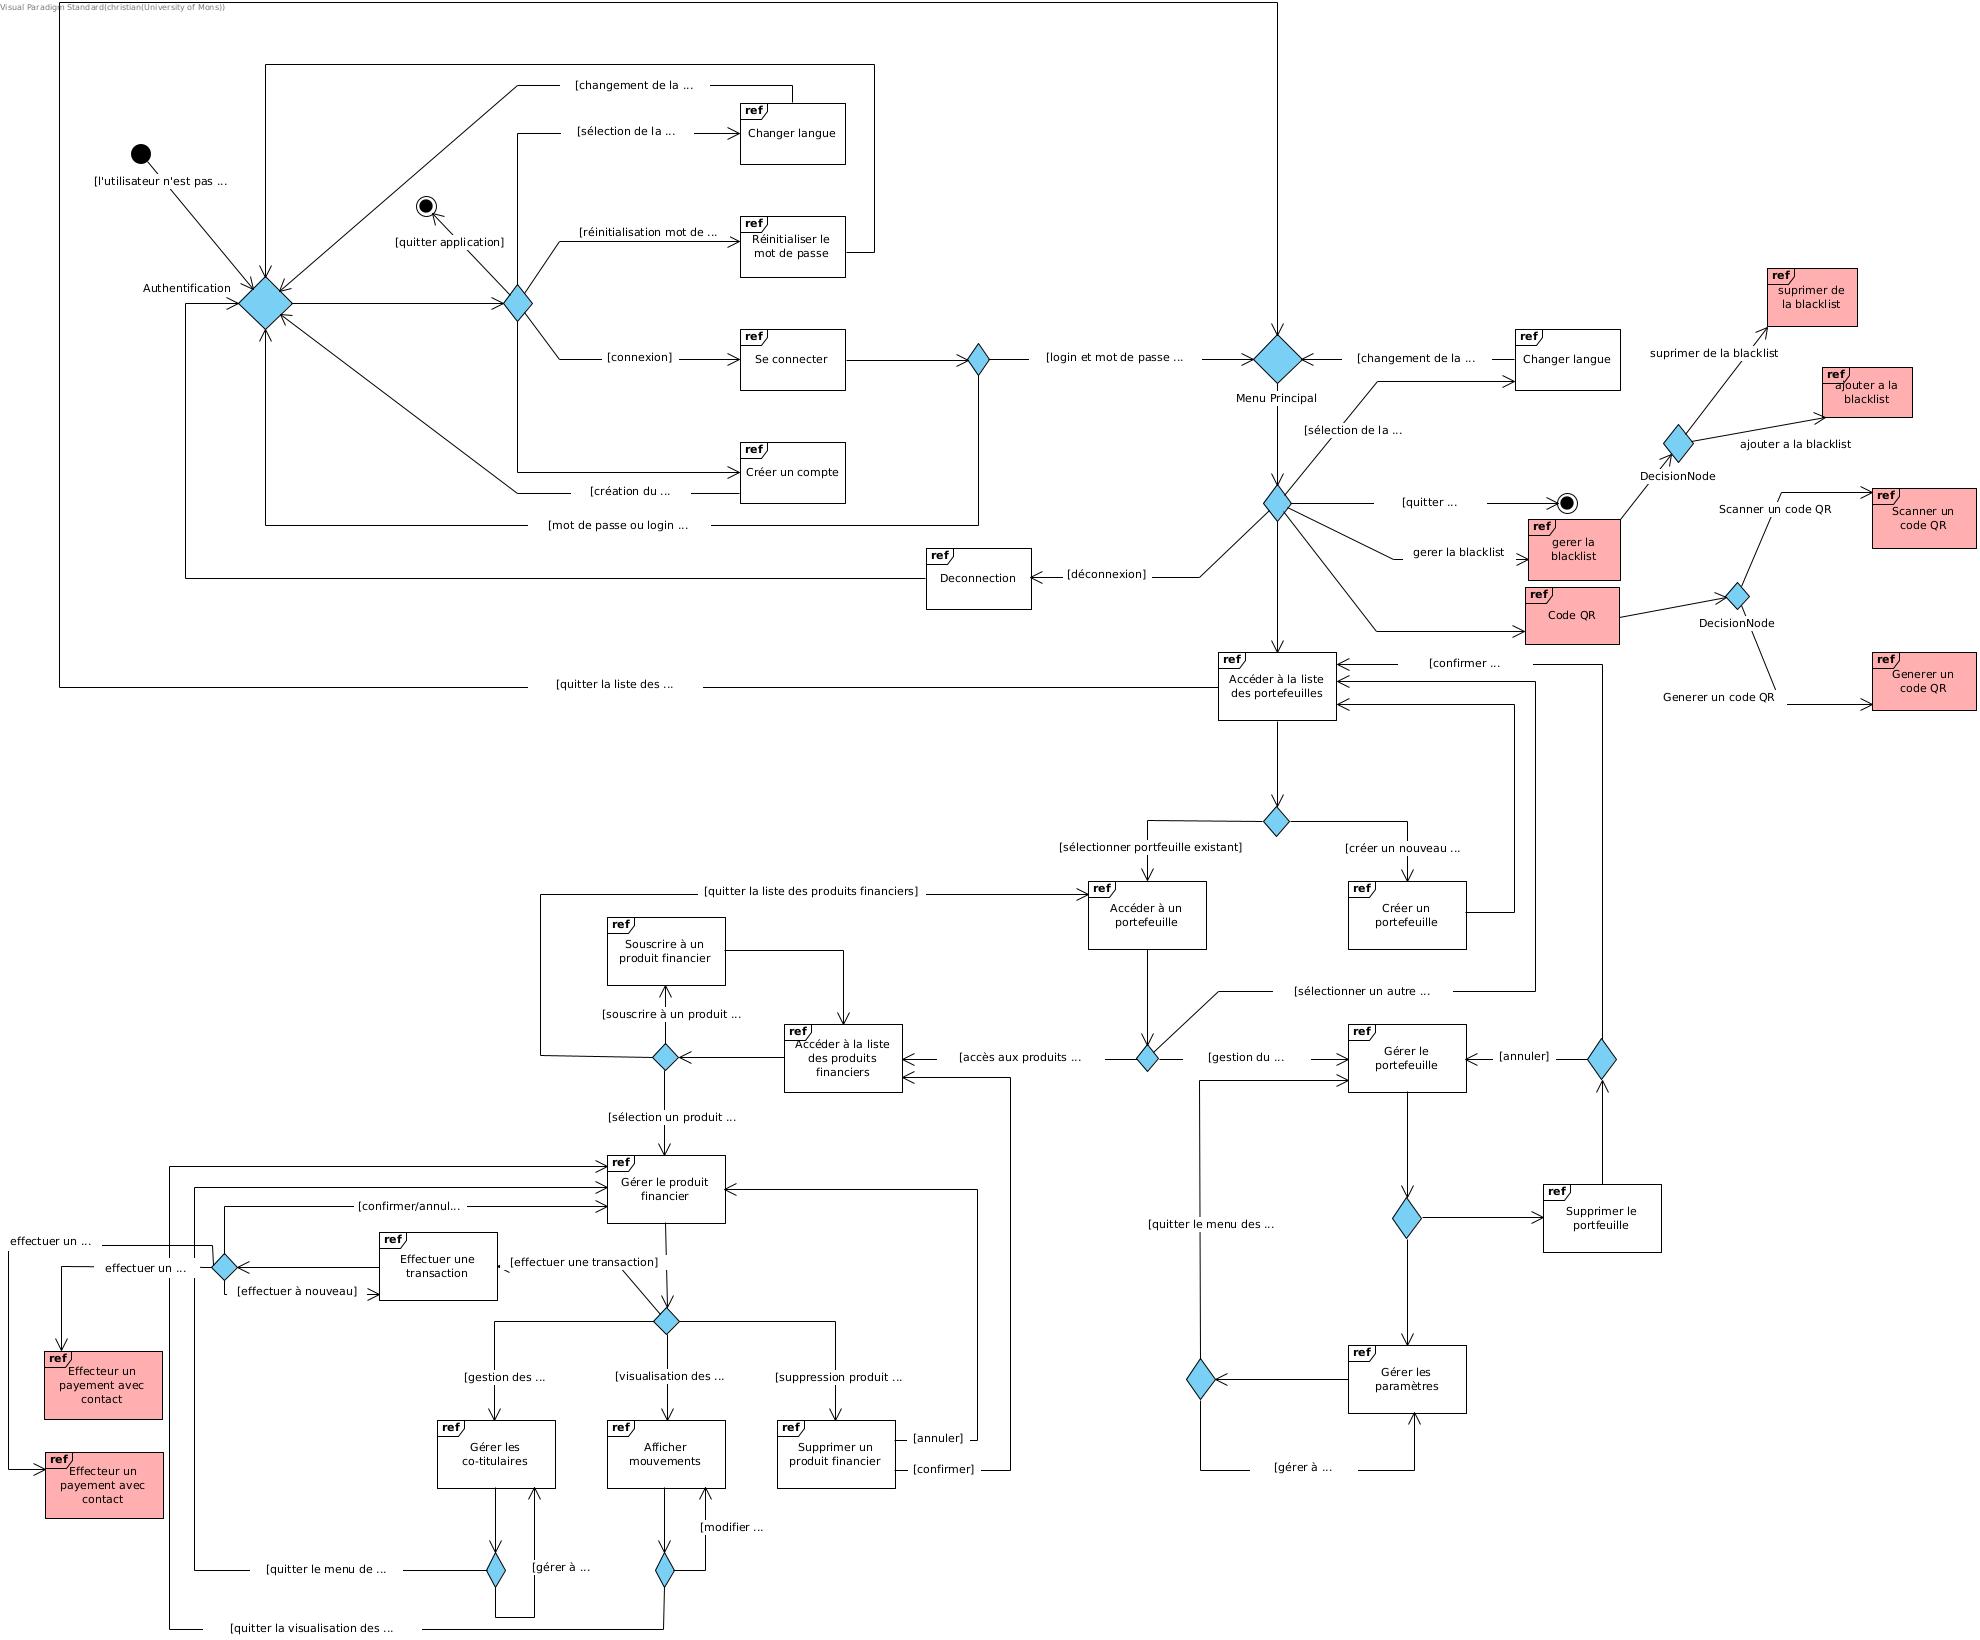 Visual Paradigm Standard(christian(University of Mons))
[changement de la ...
ref
Changer langue
[sélection de la ...
[l'utilisateur n'est pas ...
[quitter application]
ref
Réinitialiser le
mot de passe
[réinitialisation mot de ...
Authentification
ref
Se connecter
[connexion]
[login et mot de passe ...
Menu Principal
[changement de la ...
ref
Changer langue
[sélection de la ...
ref
suprimer de
la blacklist
suprimer de la blacklist
ref
ajouter a la
blacklist
ajouter a la blacklist
DecisionNode
ref
Créer un compte
[création du ...
[mot de passe ou login ...
[quitter ...
ref
gerer la
blacklist
gerer la blacklist
Scanner un code QR
ref
Scanner un
code QR
ref
Deconnection
[déconnexion]
ref
Code QR
DecisionNode
Generer un code QR
ref
Generer un
code QR
ref
Accéder à la liste
des portefeuilles
[confirmer ...
[quitter la liste des ...
[sélectionner portfeuille existant]
[créer un nouveau ...
[quitter la liste des produits financiers]
ref
Accéder à un
portefeuille
ref
Créer un
portefeuille
ref
Souscrire à un
produit financier
[souscrire à un produit ...
[sélectionner un autre ...
ref
Accéder à la liste
des produits
financiers
[accès aux produits ...
[gestion du ...
ref
Gérer le
portefeuille
[annuler]
[sélection un produit ...
ref
Gérer le produit
financier
[confirmer/annul...
[quitter le menu des ...
ref
Supprimer le
portfeuille
effectuer un ...
effectuer un ...
ref
Effectuer une
transaction
[effectuer une transaction]
[effectuer à nouveau]
ref
Effecteur un
payement avec
contact
[gestion des ...
[visualisation des ...
[suppression produit ...
ref
Gérer les
paramètres
ref
Gérer les
co-titulaires
ref
Afficher
mouvements
ref
Supprimer un
produit financier
[annuler]
[confirmer]
[gérer à ...
ref
Effecteur un
payement avec
contact
[modifier ...
[quitter le menu de ...
[gérer à ...
[quitter la visualisation des ...